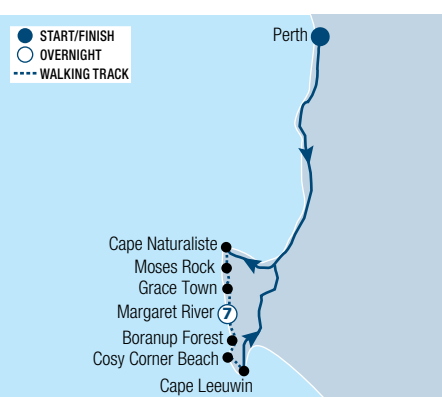 START/FINISH
OVERNIGHT
WALKING TRACK
Perth
Cape Naturaliste
Moses Rock
Grace Town
Margaret River 7
Boranup Forest
Cosy Corner Beach
Cape Leeuwin